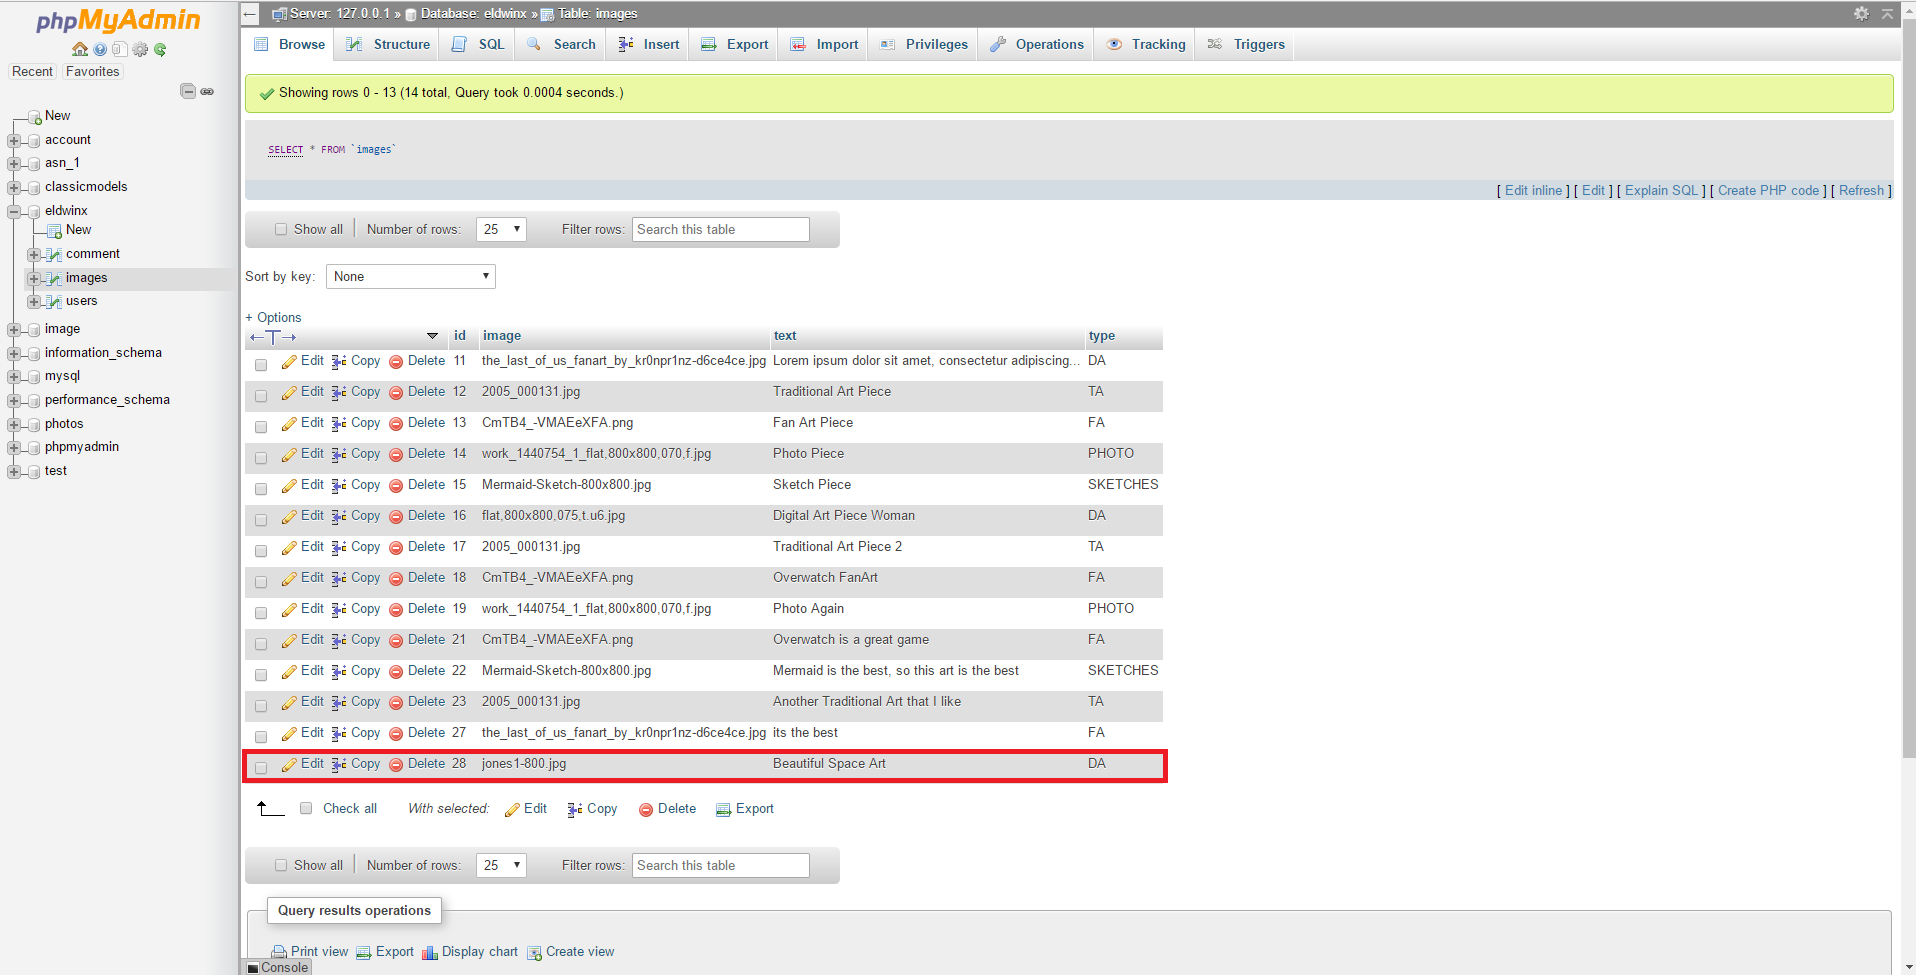 phpMyAdmin
Recent Favorites
New
account
asn_1
classicmodels
eldwinx
New
comment
images
users
image
information_schema
mysql
performance_schema
photos
phpmyadmin
test
Server: 127.0.0.1 » Database: eldwinx » Table: images
Browse Structure SQL Search Insert Export Import Privileges Operations Tracking Triggers
Showing rows 0 - 13 (14 total, Query took 0.0004 seconds.)
SELECT * FROM `images`
[ Edit inline ] [ Edit ] [ Explain SQL ] [ Create PHP code ] [ Refresh ]
Show all Number of rows: 25 Filter rows: Search this table
Sort by key: None
+ Options
←T→ id image text type
Edit Copy Delete 11 the_last_of_us_fanart_by_kr0npr1nz-d6ce4ce.jpg Lorem ipsum dolor sit amet, consectetur adipiscing... DA
Edit Copy Delete 12 2005_000131.jpg Traditional Art Piece TA
Edit Copy Delete 13 CmTB4_-VMAEeXFA.png Fan Art Piece FA
Edit Copy Delete 14 work_1440754_1_flat,800x800,070,f.jpg Photo Piece PHOTO
Edit Copy Delete 15 Mermaid-Sketch-800x800.jpg Sketch Piece SKETCHES
Edit Copy Delete 16 flat,800x800,075,t.u6.jpg Digital Art Piece Woman DA
Edit Copy Delete 17 2005_000131.jpg Traditional Art Piece 2 TA
Edit Copy Delete 18 CmTB4_-VMAEeXFA.png Overwatch FanArt FA
Edit Copy Delete 19 work_1440754_1_flat,800x800,070,f.jpg Photo Again PHOTO
Edit Copy Delete 21 CmTB4_-VMAEeXFA.png Overwatch is a great game FA
Edit Copy Delete 22 Mermaid-Sketch-800x800.jpg Mermaid is the best, so this art is the best SKETCHES
Edit Copy Delete 23 2005_000131.jpg Another Traditional Art that I like TA
Edit Copy Delete 27 the_last_of_us_fanart_by_kr0npr1nz-d6ce4ce.jpg its the best FA
Edit Copy Delete 28 jones1-800.jpg Beautiful Space Art DA
Check all With selected: Edit Copy Delete Export
Show all Number of rows: 25 Filter rows: Search this table
Query results operations
Print view Export Display chart Create view
Console